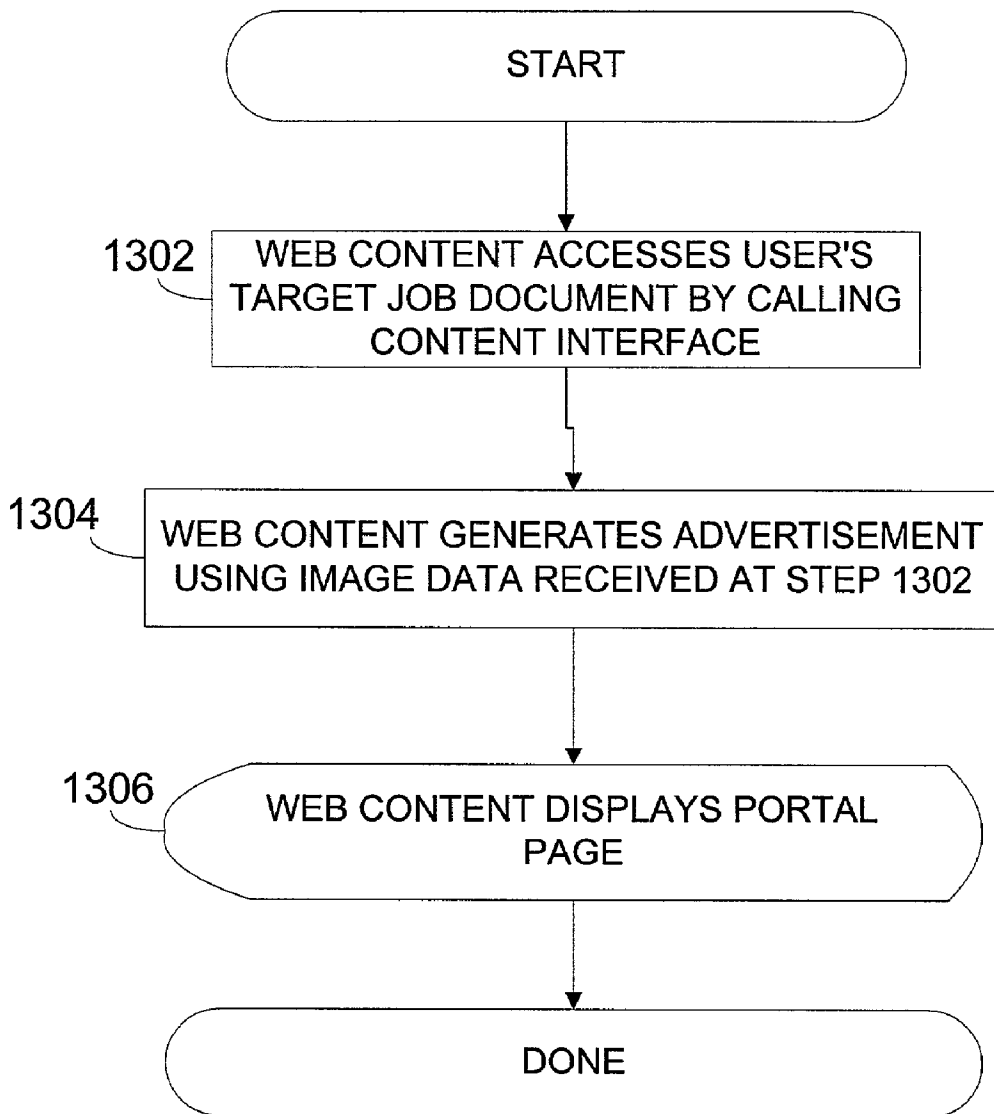 START
1302
WEB CONTENT ACCESSES USER'S
TARGET JOB DOCUMENT BY CALLING
CONTENT INTERFACE
1304
WEB CONTENT GENERATES ADVERTISEMENT
USING IMAGE DATA RECEIVED AT STEP 1302
1306
WEB CONTENT DISPLAYS PORTAL
PAGE
DONE